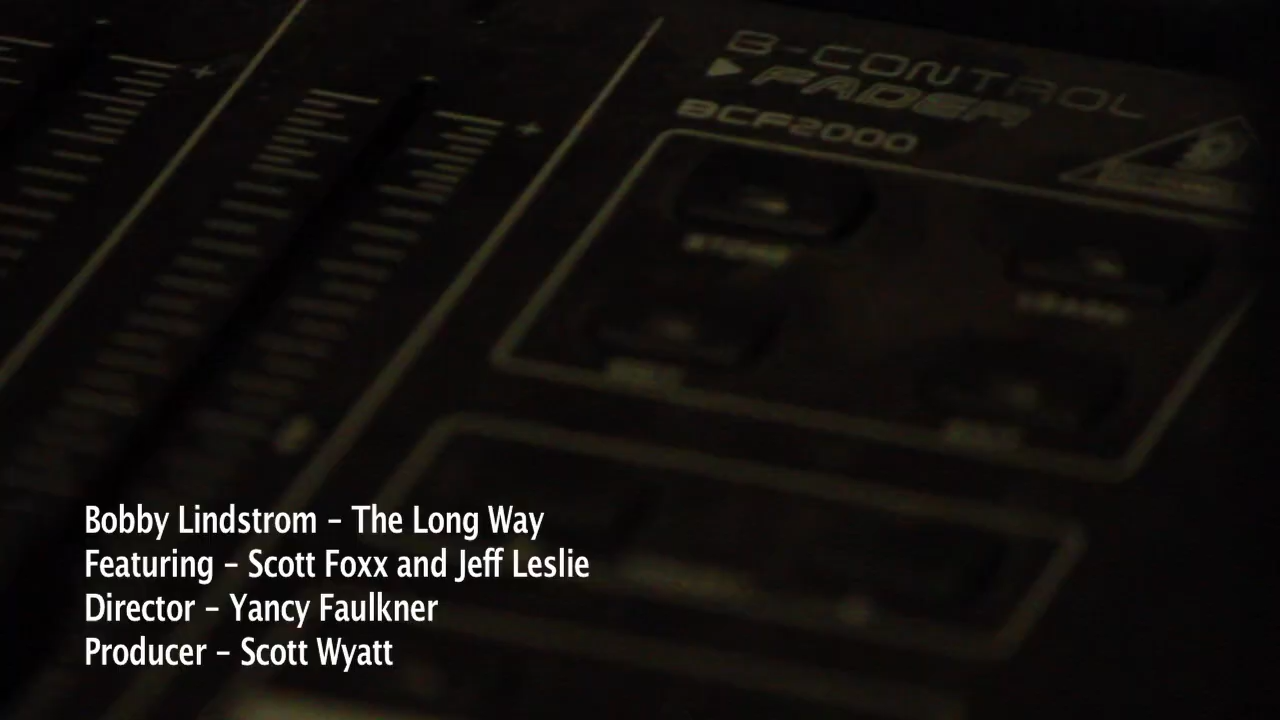 B-CONTROL
FADER
BCF2000
STORE
Bobby Lindstrom – The Long Way
Featuring – Scott Foxx and Jeff Leslie
Director – Yancy Faulkner
Producer – Scott Wyatt